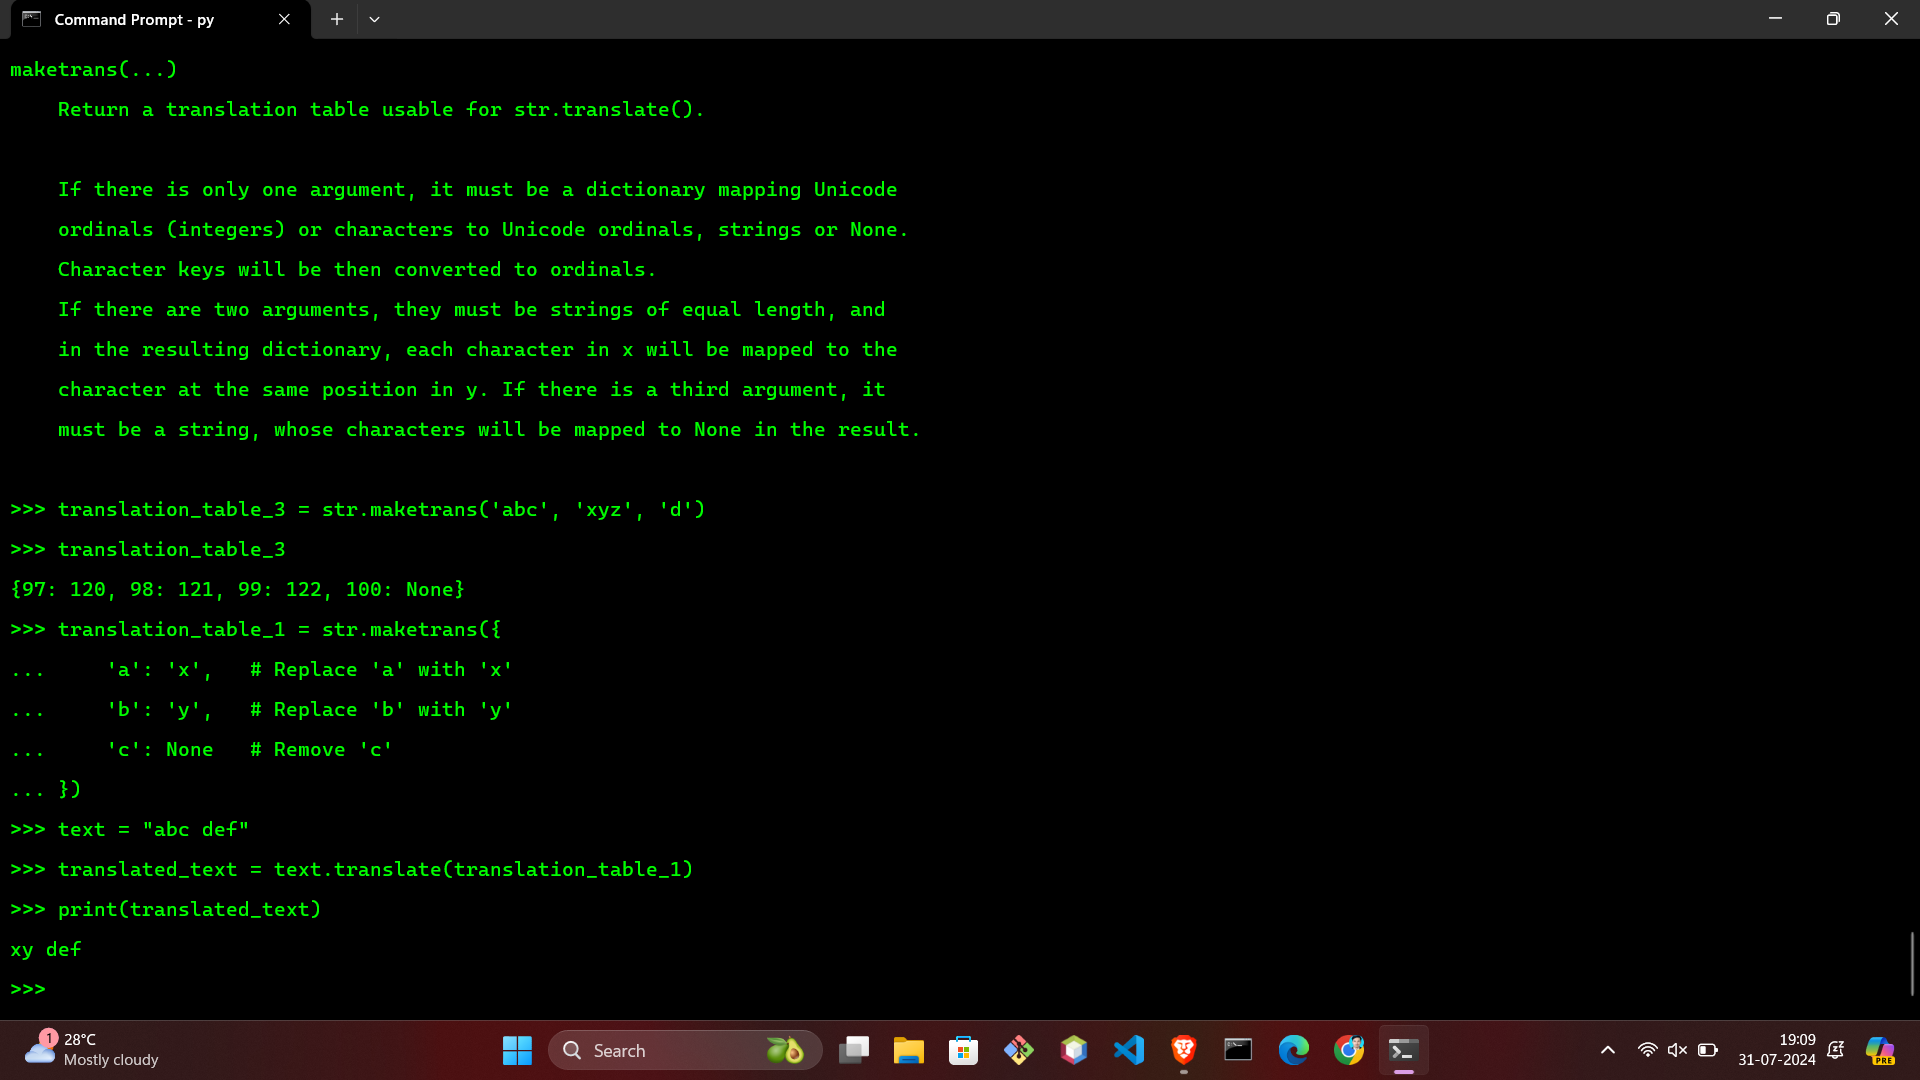 Command Prompt - py
maketrans(...)
    Return a translation table usable for str.translate().

    If there is only one argument, it must be a dictionary mapping Unicode
    ordinals (integers) or characters to Unicode ordinals, strings or None.
    Character keys will be then converted to ordinals.
    If there are two arguments, they must be strings of equal length, and
    in the resulting dictionary, each character in x will be mapped to the
    character at the same position in y. If there is a third argument, it
    must be a string, whose characters will be mapped to None in the result.

>>> translation_table_3 = str.maketrans('abc', 'xyz', 'd')
>>> translation_table_3
{97: 120, 98: 121, 99: 122, 100: None}
>>> translation_table_1 = str.maketrans({
...     'a': 'x',   # Replace 'a' with 'x'
...     'b': 'y',   # Replace 'b' with 'y'
...     'c': None   # Remove 'c'
... })
>>> text = "abc def"
>>> translated_text = text.translate(translation_table_1)
>>> print(translated_text)
xy def
>>>
1
28°C
Mostly cloudy
Search
19:09
31-07-2024
PRE